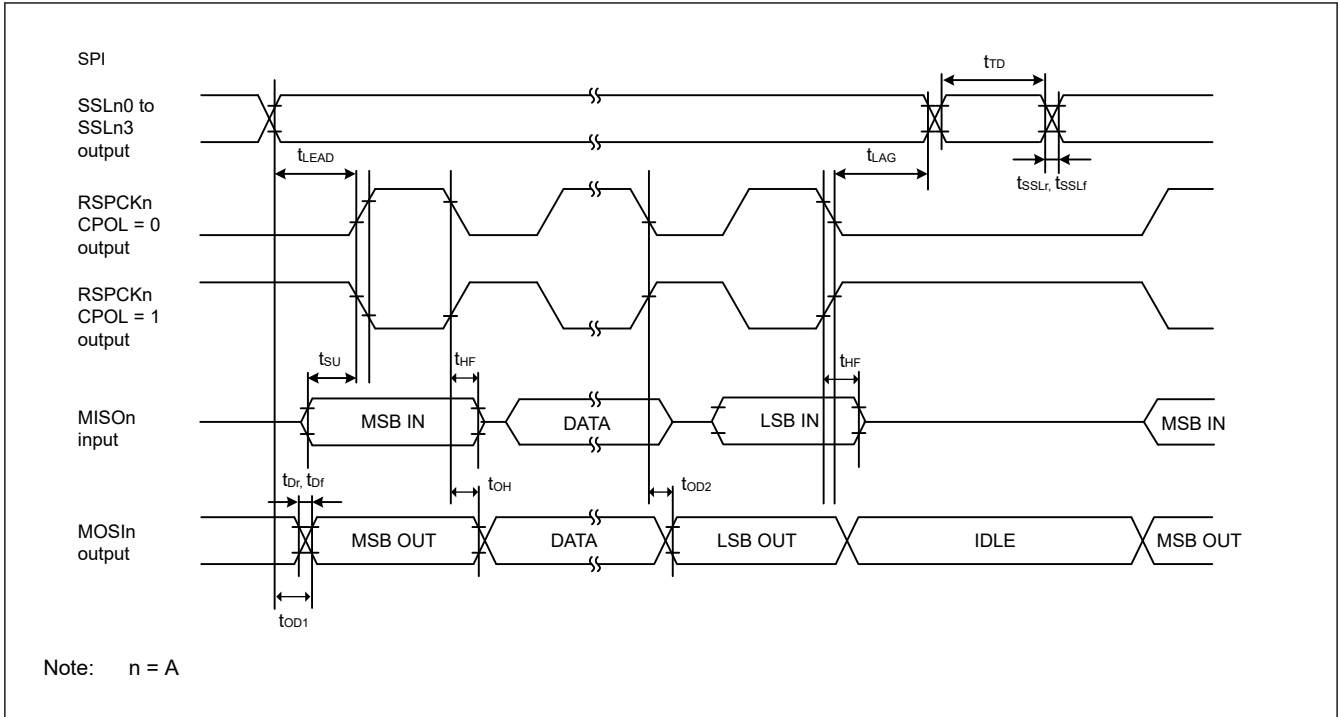 SPI
tTD
SSLn0 to
SSLn3
output
tLEAD
tLAG
tSSLr, tSSLf
RSPCKn
CPOL = 0
output
RSPCKn
CPOL = 1
output
tSU
tHF
tHF
MISOn
input
MSB IN
DATA
LSB IN
MSB IN
tDr, tDf
tOH
tOD2
MOSIn
output
MSB OUT
DATA
LSB OUT
IDLE
MSB OUT
tOD1
Note: n = A